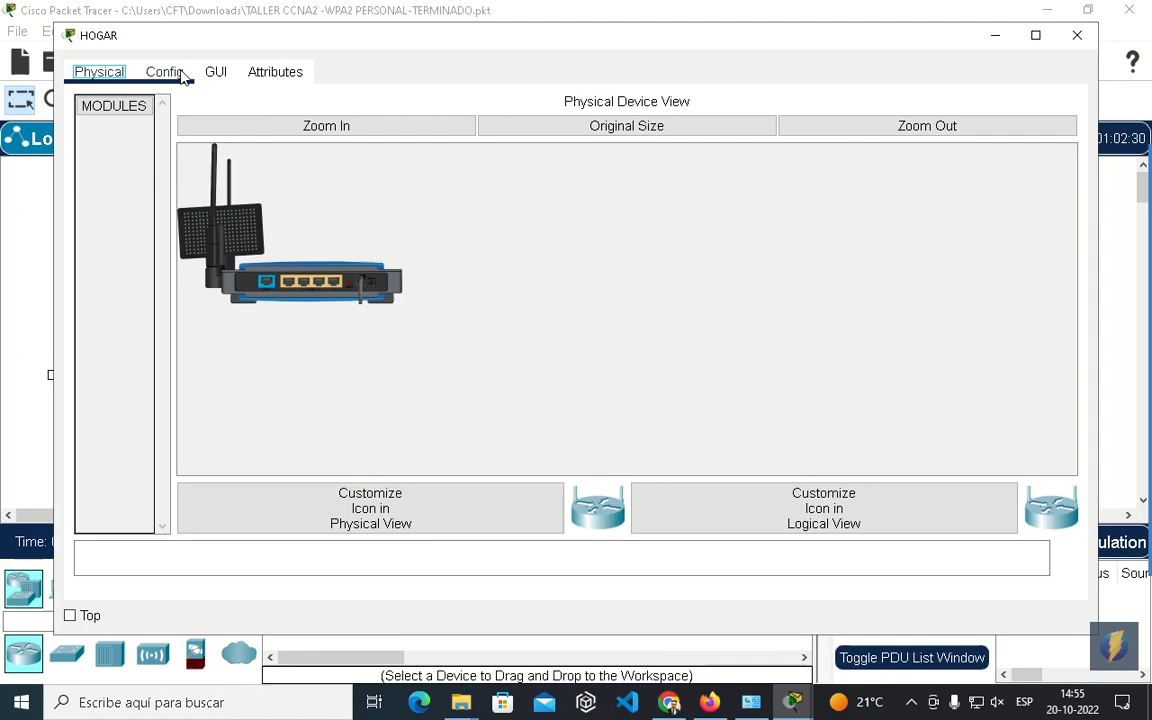 Cisco Packet Tracer - C:\Users\CFT\Downloads\TALLER CCNA2 -WPA2 PERSONAL-TERMINADO.pkt
File
HOGAR
Physical
Config
GUI
Attributes
MODULES
Physical Device View
Zoom In
Original Size
Zoom Out
01:02:30
Customize
Icon in
Physical View
Customize
Icon in
Logical View
Time:
Top
Toggle PDU List Window
(Select a Device to Drag and Drop to the Workspace)
Escribe aquí para buscar
21°C
ESP
14:55
20-10-2022